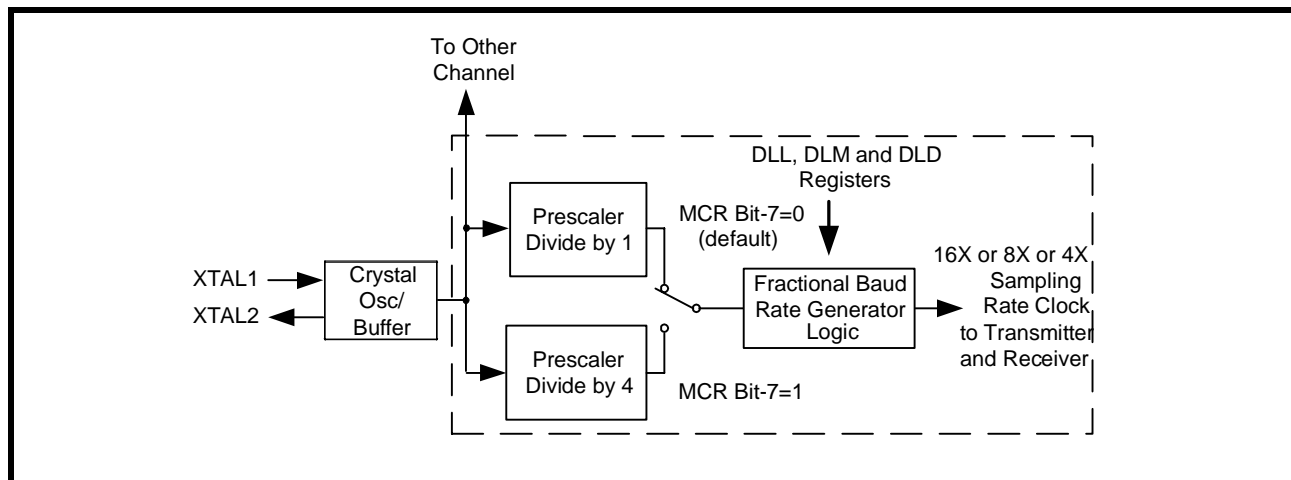 To Other
Channel
DLL, DLM and DLD
Registers
Prescaler
Divide by 1
MCR Bit-7=0
(default)
XTAL1
XTAL2
Crystal
Osc/
Buffer
Fractional Baud
Rate Generator
Logic
16X or 8X or 4X
Sampling
Rate Clock
to Transmitter
and Receiver
Prescaler
Divide by 4
MCR Bit-7=1